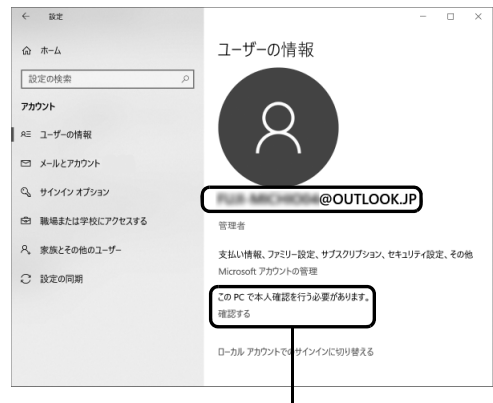 設定
ホーム
設定の検索
アカウント
ユーザーの情報
メールとアカウント
サインイン オプション
職場または学校にアクセスする
家族とその他のユーザー
設定の同期
ユーザーの情報
@OUTLOOK.JP
管理者
支払い情報、ファミリー設定、サブスクリプション、セキュリティ設定、その他
Microsoft アカウントの管理
この PC で本人確認を行う必要があります。
確認する
ローカル アカウントでのサインインに切り替える